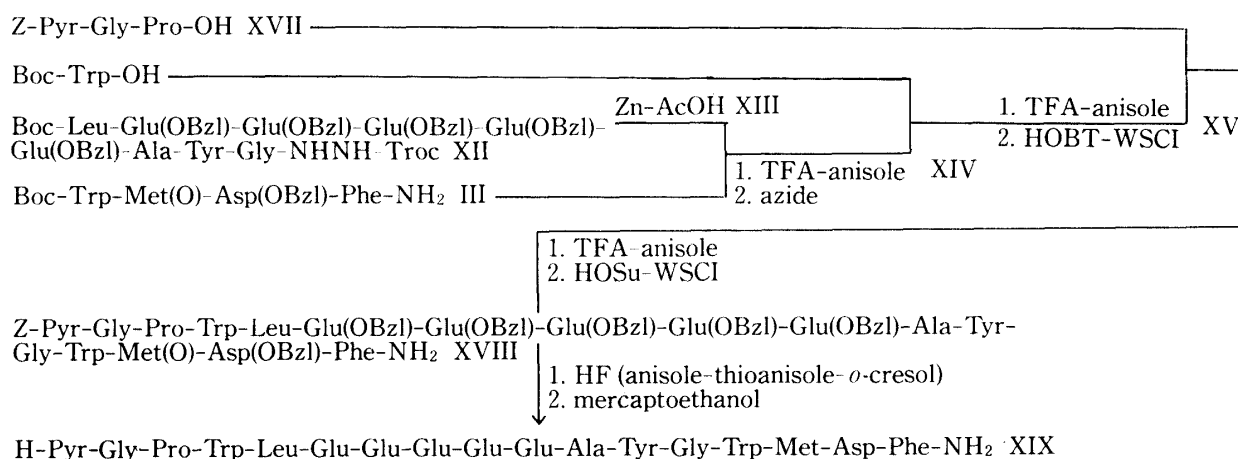 Z-Pyr-Gly-Pro-OH XVII
Boc-Trp-OH
Zn-AcOH XIII
Boc-Leu-Glu(OBzl)-Glu(OBzl)-Glu(OBzl)-Glu(OBzl)-
Glu(OBzl)-Ala-Tyr-Gly-NHNH-Troc XII
1. TFA-anisole
2. HOBT-WSCI
XV
1. TFA-anisole XIV
2. azide
Boc-Trp-Met(O)-Asp(OBzl)-Phe-NH₂ III
1. TFA-anisole
2. HOSu-WSCI
Z-Pyr-Gly-Pro-Trp-Leu-Glu(OBzl)-Glu(OBzl)-Glu(OBzl)-Glu(OBzl)-Glu(OBzl)-Ala-Tyr-
Gly-Trp-Met(O)-Asp(OBzl)-Phe-NH₂ XVIII
1. HF (anisole-thioanisole-o-cresol)
2. mercaptoethanol
H-Pyr-Gly-Pro-Trp-Leu-Glu-Glu-Glu-Glu-Glu-Ala-Tyr-Gly-Trp-Met-Asp-Phe-NH₂ XIX